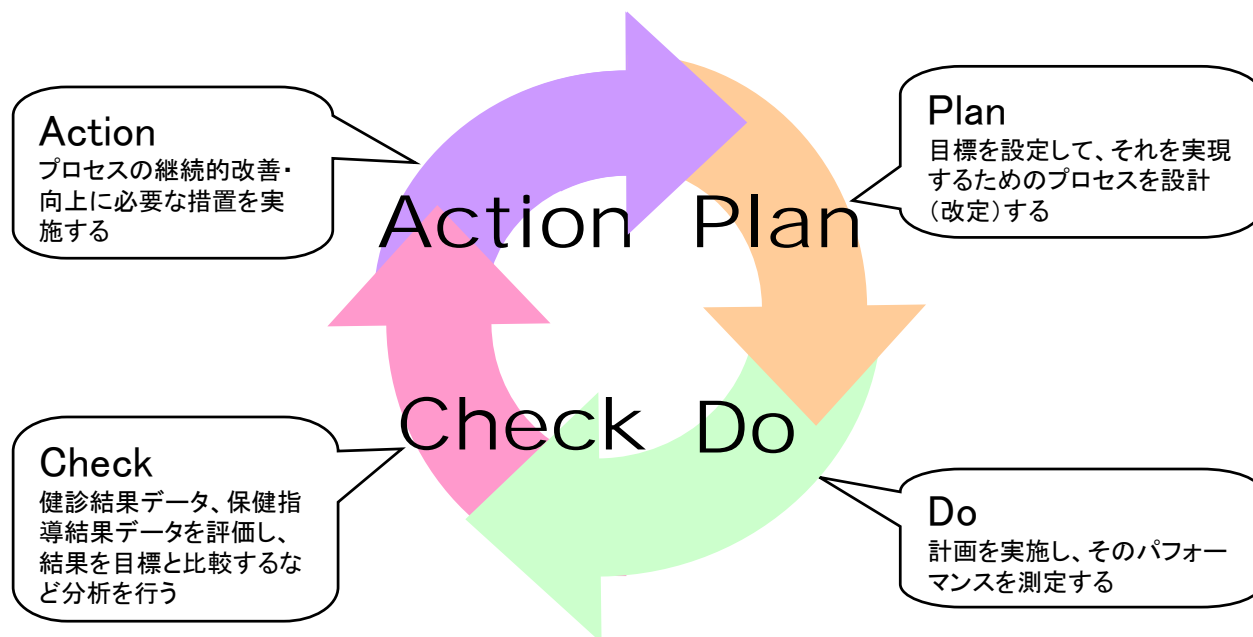 Action
プロセスの継続的改善・
向上に必要な措置を実
施する
Plan
目標を設定して、それを実現
するためのプロセスを設計
（改定）する
Action
Plan
Check
Do
Check
健診結果データ、保健指
導結果データを評価し、
結果を目標と比較するな
ど分析を行う
Do
計画を実施し、そのパフォー
マンスを測定する